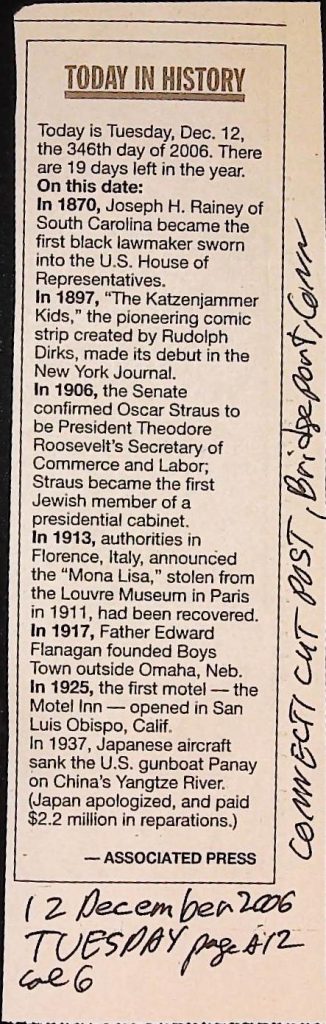 TODAY IN HISTORY
Today is Tuesday, Dec. 12,
the 346th day of 2006. There
are 19 days left in the year.
On this date:
In 1870, Joseph H. Rainey of
South Carolina became the
first black lawmaker sworn
into the U.S. House of
Representatives.
In 1897, “The Katzenjammer
Kids,” the pioneering comic
strip created by Rudolph
Dirks, made its debut in the
New York Journal.
In 1906, the Senate
confirmed Oscar Straus to
be President Theodore
Roosevelt’s Secretary of
Commerce and Labor;
Straus became the first
Jewish member of a
presidential cabinet.
In 1913, authorities in
Florence, Italy, announced
the “Mona Lisa,” stolen from
the Louvre Museum in Paris
in 1911, had been recovered.
In 1917, Father Edward
Flanagan founded Boys
Town outside Omaha, Neb.
In 1925, the first motel — the
Motel Inn — opened in San
Luis Obispo, Calif.
In 1937, Japanese aircraft
sank the U.S. gunboat Panay
on China’s Yangtze River.
(Japan apologized, and paid
$2.2 million in reparations.)
— ASSOCIATED PRESS
CONNECTICUT POST, Bridgeport, Conn
12 December 2006
TUESDAY page A12
col 6